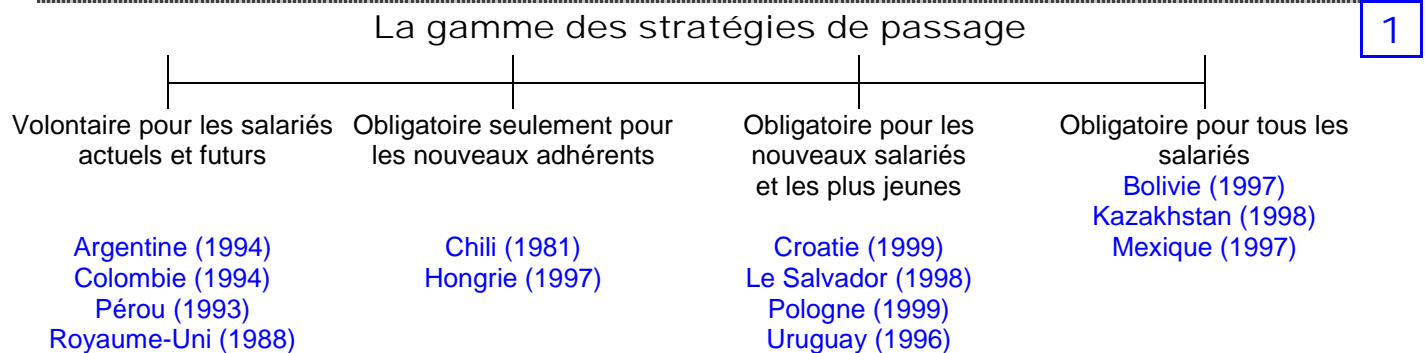 La gamme des stratégies de passage
1
Volontaire pour les salariés
actuels et futurs
Argentine (1994)
Colombie (1994)
Pérou (1993)
Royaume-Uni (1988)
Obligatoire seulement pour
les nouveaux adhérents
Chili (1981)
Hongrie (1997)
Obligatoire pour les
nouveaux salariés
et les plus jeunes
Croatie (1999)
Le Salvador (1998)
Pologne (1999)
Uruguay (1996)
Obligatoire pour tous les
salariés
Bolivie (1997)
Kazakhstan (1998)
Mexique (1997)